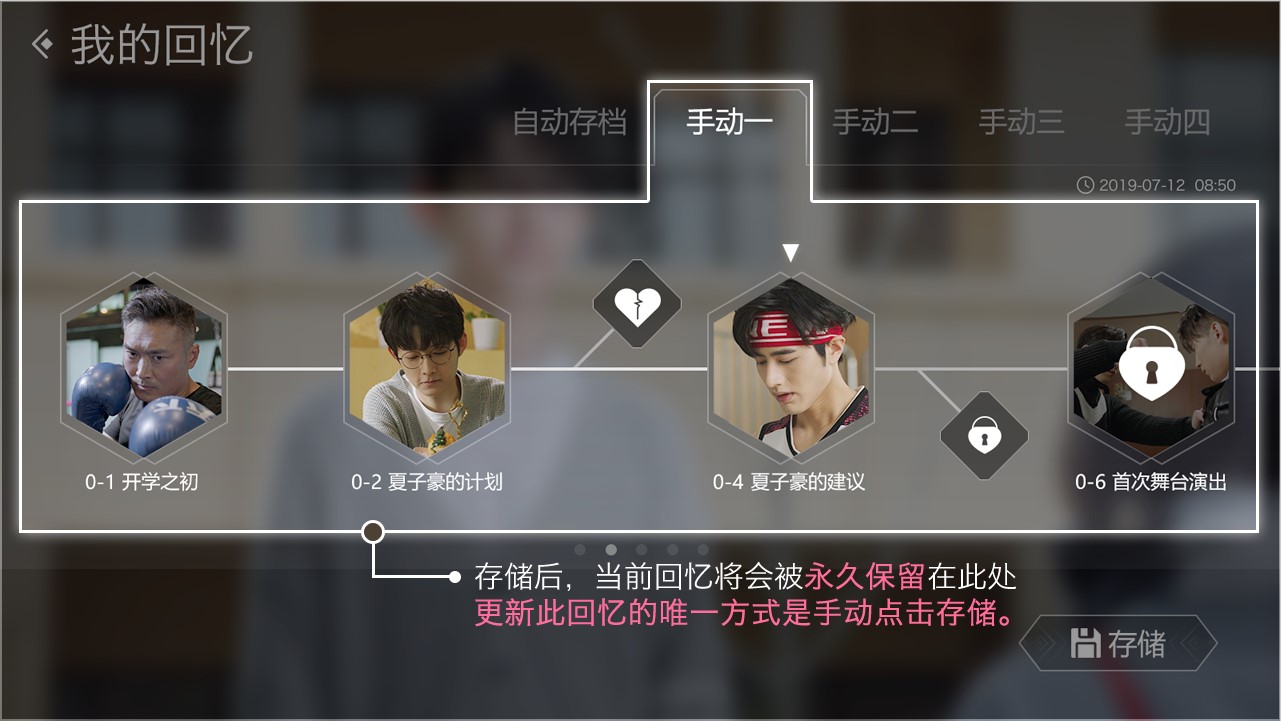 我的回忆
自动存档
手动一
手动二
手动三
手动四
2019-07-12 08:50
0-1 开学之初
0-2 夏子豪的计划
0-4 夏子豪的建议
0-6 首次舞台演出
存储后，当前回忆将会被永久保留在此处
更新此回忆的唯一方式是手动点击存储。
存储